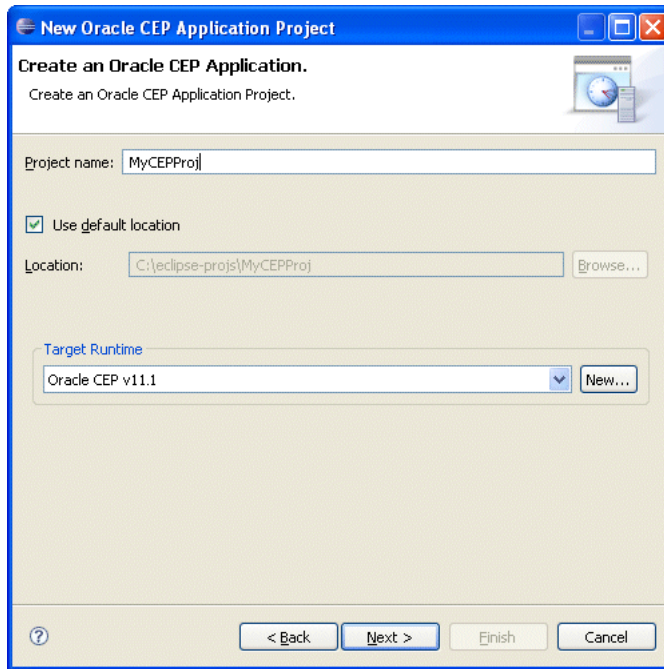 New Oracle CEP Application Project
Create an Oracle CEP Application.
Create an Oracle CEP Application Project.
Project name: MyCEPProj
Use default location
Location: C:\eclipse-projs\MyCEPProj Browse...
Target Runtime
Oracle CEP v11.1 New...
? < Back Next > Finish Cancel